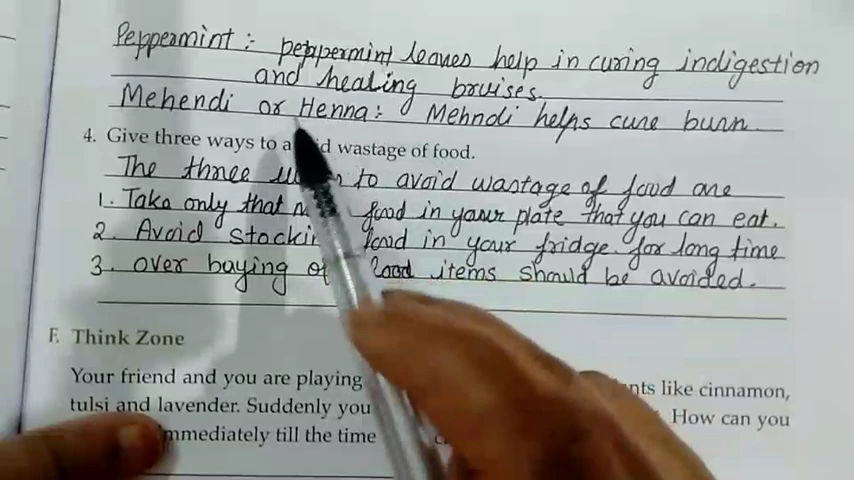 Peppermint :- peppermint leaves help in curing indigestion
and healing bruises.
Mehendi or Henna :- Mehndi helps cure burn.
4. Give three ways to a id wastage of food.
The three to avoid wastage of food are
1. Take only that food in your plate that you can eat.
2. Avoid stockin food in your fridge for long time
3. over buying of food items should be avoided.
F. Think Zone
Your friend and you are playing nts like cinnamon,
tulsi and lavender. Suddenly you . How can you
mmediately till the time